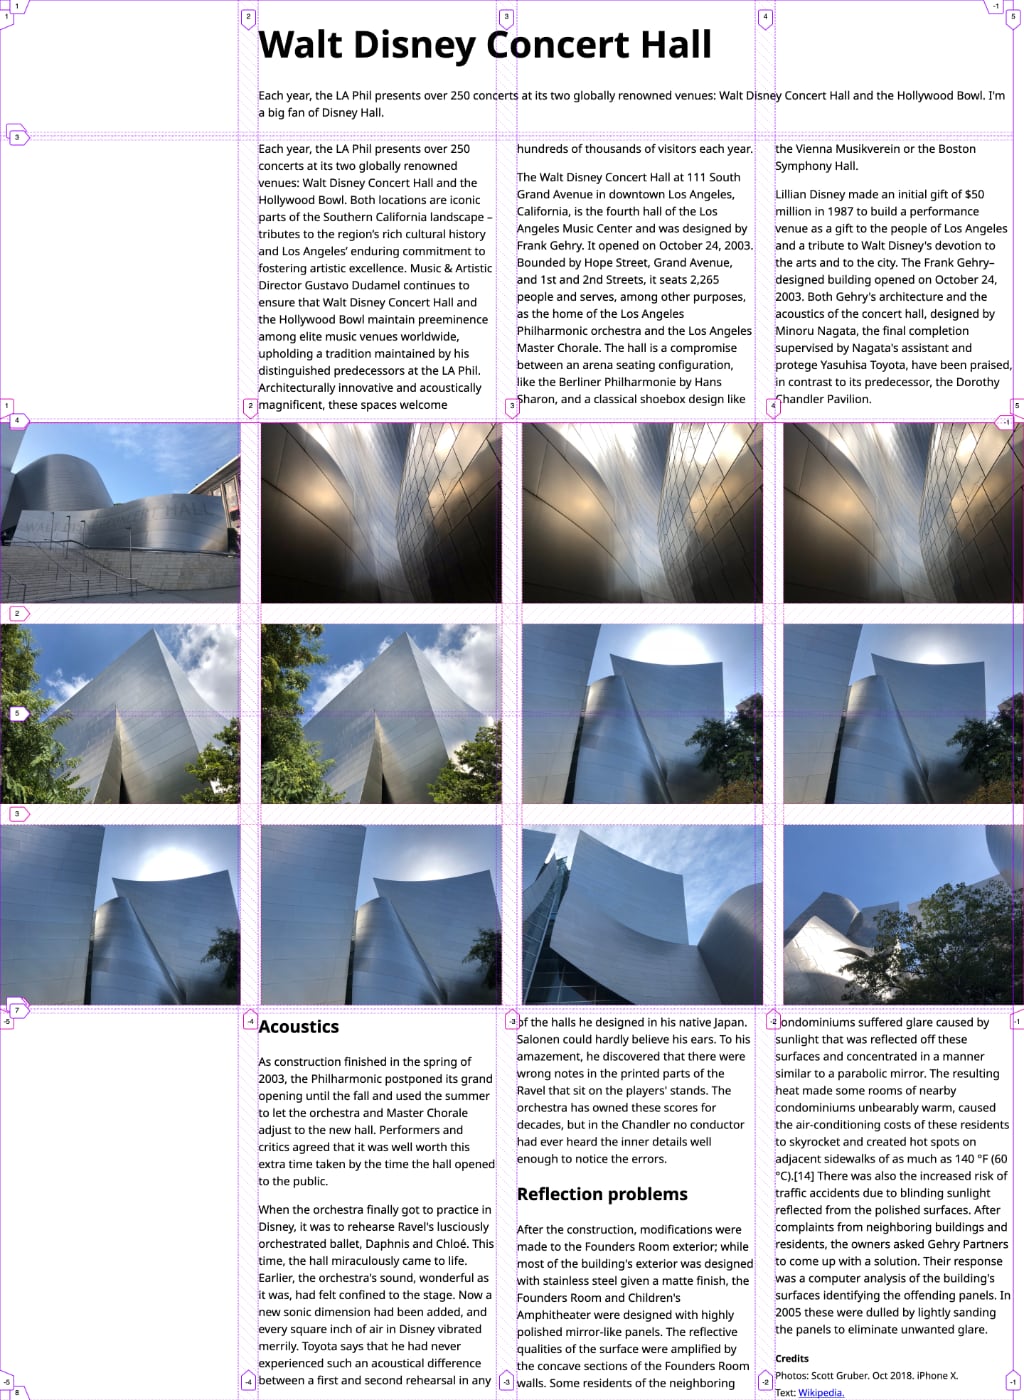 Walt Disney Concert Hall
Each year, the LA Phil presents over 250 concerts at its two globally renowned venues: Walt Disney Concert Hall and the Hollywood Bowl. I'm
a big fan of Disney Hall.
Each year, the LA Phil presents over 250
concerts at its two globally renowned
venues: Walt Disney Concert Hall and the
Hollywood Bowl. Both locations are iconic
parts of the Southern California landscape –
tributes to the region's rich cultural history
and Los Angeles' enduring commitment to
fostering artistic excellence. Music & Artistic
Director Gustavo Dudamel continues to
ensure that Walt Disney Concert Hall and
the Hollywood Bowl maintain preeminence
among elite music venues worldwide,
upholding a tradition maintained by his
distinguished predecessors at the LA Phil.
Architecturally innovative and acoustically
magnificent, these spaces welcome
hundreds of thousands of visitors each year.
The Walt Disney Concert Hall at 111 South
Grand Avenue in downtown Los Angeles,
California, is the fourth hall of the Los
Angeles Music Center and was designed by
Frank Gehry. It opened on October 24, 2003.
Bounded by Hope Street, Grand Avenue,
and 1st and 2nd Streets, it seats 2,265
people and serves, among other purposes,
as the home of the Los Angeles
Philharmonic orchestra and the Los Angeles
Master Chorale. The hall is a compromise
between an arena seating configuration,
like the Berliner Philharmonie by Hans
Sharon, and a classical shoebox design like
the Vienna Musikverein or the Boston
Symphony Hall.
Lillian Disney made an initial gift of $50
million in 1987 to build a performance
venue as a gift to the people of Los Angeles
and a tribute to Walt Disney's devotion to
the arts and to the city. The Frank Gehry–
designed building opened on October 24,
2003. Both Gehry's architecture and the
acoustics of the concert hall, designed by
Minoru Nagata, the final completion
supervised by Nagata's assistant and
protege Yasuhisa Toyota, have been praised,
in contrast to its predecessor, the Dorothy
Chandler Pavilion.
WALT DISNEY CONCERT HALL
Acoustics
As construction finished in the spring of
2003, the Philharmonic postponed its grand
opening until the fall and used the summer
to let the orchestra and Master Chorale
adjust to the new hall. Performers and
critics agreed that it was well worth this
extra time taken by the time the hall opened
to the public.
When the orchestra finally got to practice in
Disney, it was to rehearse Ravel's lusciously
orchestrated ballet, Daphnis and Chloé. This
time, the hall miraculously came to life.
Earlier, the orchestra's sound, wonderful as
it was, had felt confined to the stage. Now a
new sonic dimension had been added, and
every square inch of air in Disney vibrated
merrily. Toyota says that he had never
experienced such an acoustical difference
between a first and second rehearsal in any
of the halls he designed in his native Japan.
Salonen could hardly believe his ears. To his
amazement, he discovered that there were
wrong notes in the printed parts of the
Ravel that sit on the players' stands. The
orchestra has owned these scores for
decades, but in the Chandler no conductor
had ever heard the inner details well
enough to notice the errors.
Reflection problems
After the construction, modifications were
made to the Founders Room exterior; while
most of the building's exterior was designed
with stainless steel given a matte finish, the
Founders Room and Children's
Amphitheater were designed with highly
polished mirror-like panels. The reflective
qualities of the surface were amplified by
the concave sections of the Founders Room
walls. Some residents of the neighboring
condominiums suffered glare caused by
sunlight that was reflected off these
surfaces and concentrated in a manner
similar to a parabolic mirror. The resulting
heat made some rooms of nearby
condominiums unbearably warm, caused
the air-conditioning costs of these residents
to skyrocket and created hot spots on
adjacent sidewalks of as much as 140 °F (60
°C).[14] There was also the increased risk of
traffic accidents due to blinding sunlight
reflected from the polished surfaces. After
complaints from neighboring buildings and
residents, the owners asked Gehry Partners
to come up with a solution. Their response
was a computer analysis of the building's
surfaces identifying the offending panels. In
2005 these were dulled by lightly sanding
the panels to eliminate unwanted glare.
Credits
Photos: Scott Gruber. Oct 2018. iPhone X.
Text: Wikipedia.